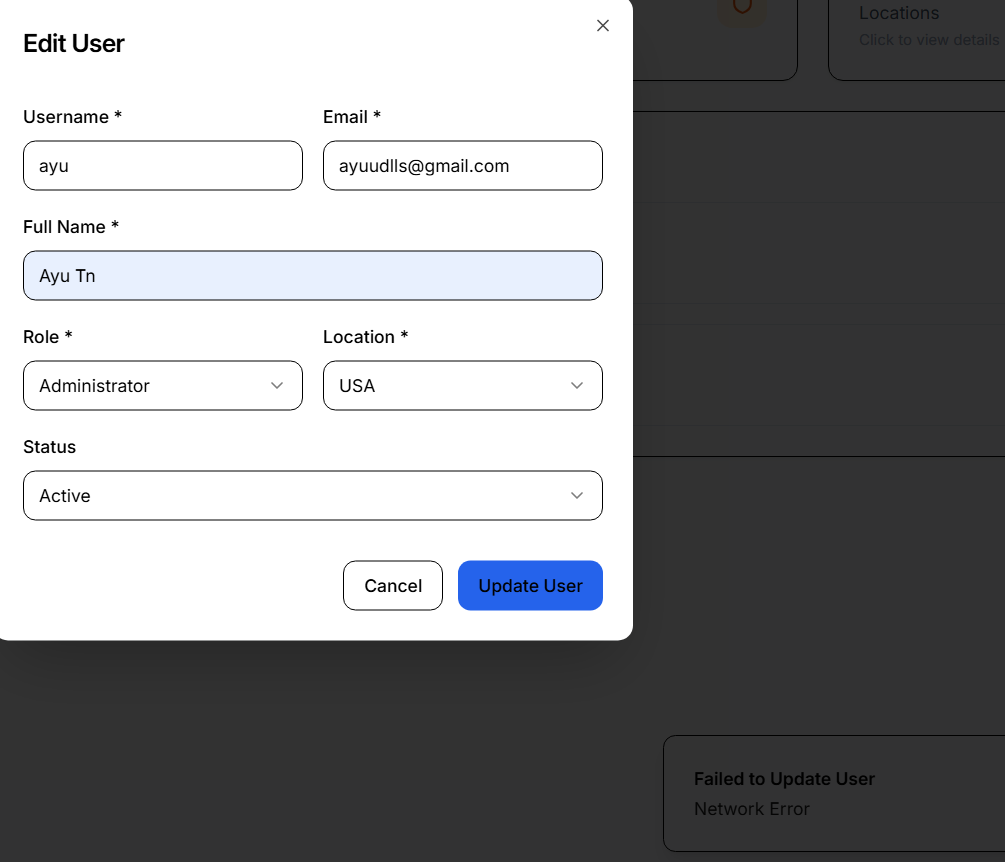 Edit User
Locations
Click to view details
Username *
Email *
ayu
ayuudlls@gmail.com
Full Name *
Ayu Tn
Role *
Location *
Administrator
USA
Status
Active
Cancel
Update User
Failed to Update User
Network Error